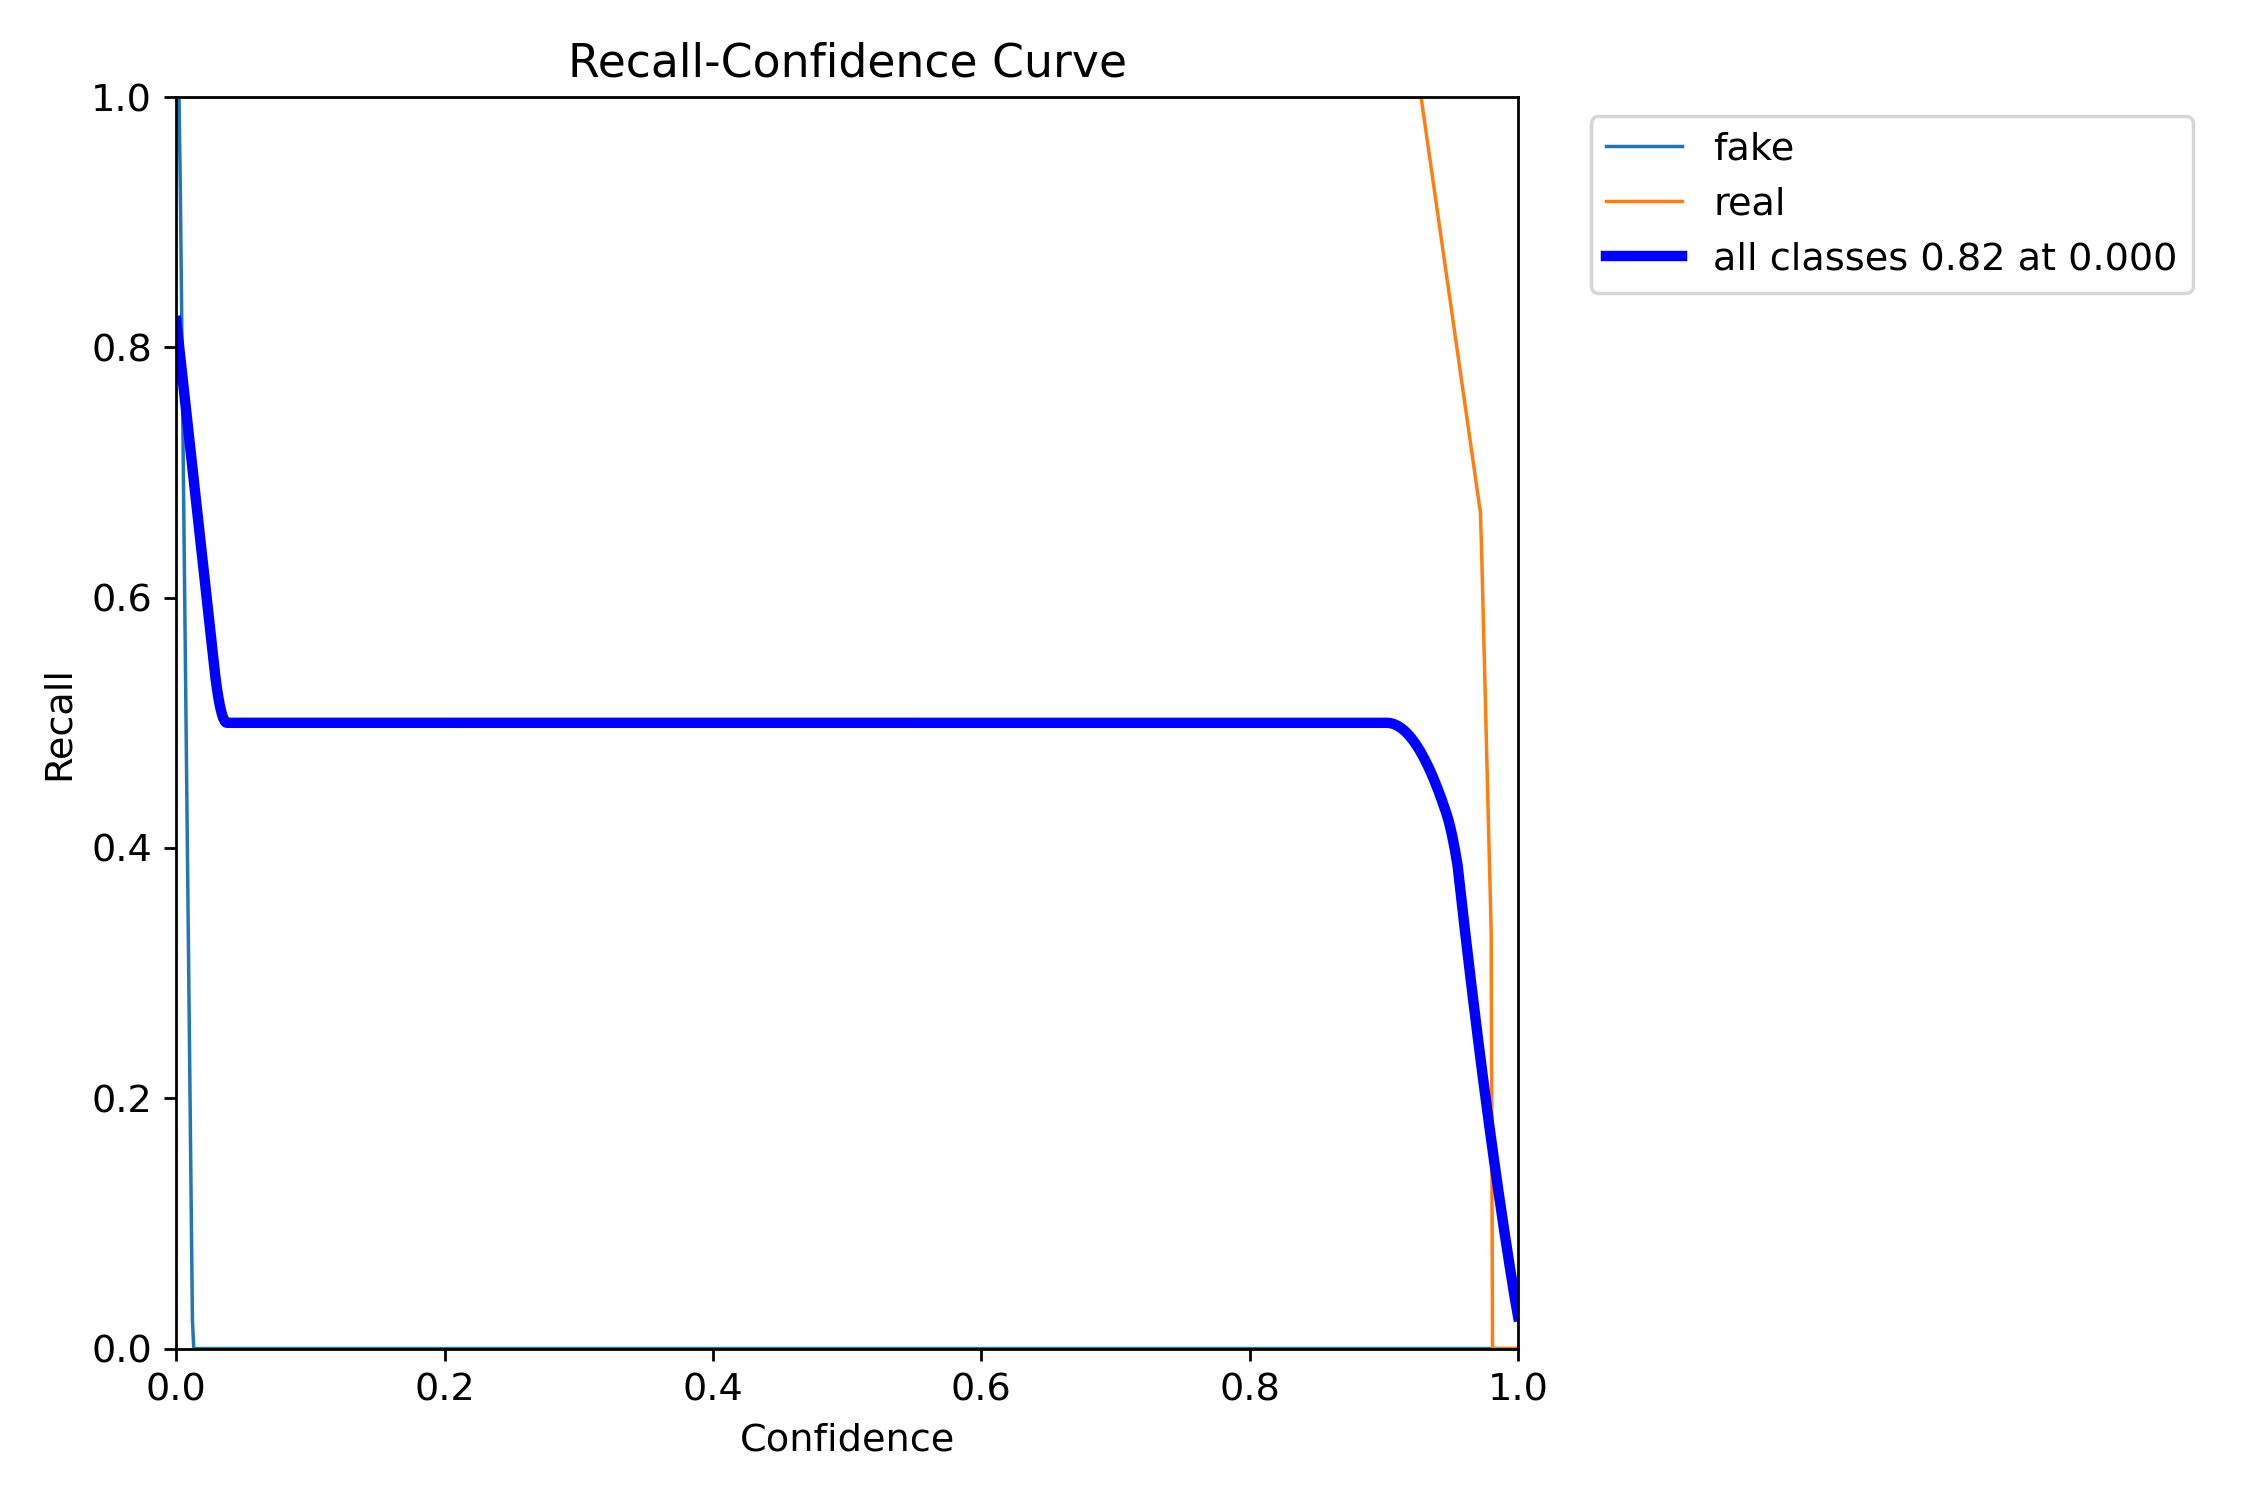 Recall-Confidence Curve
1.0
0.8
0.6
0.4
0.2
0.0
Recall
0.0 0.2 0.4 0.6 0.8 1.0
Confidence
fake
real
all classes 0.82 at 0.000